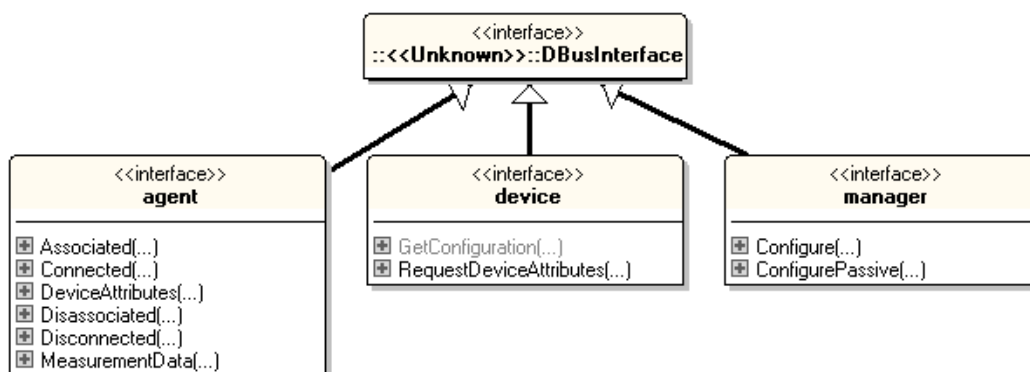 <<interface>>
::<<Unknown>>::DBusInterface
<<interface>>
agent
Associated(...)
Connected(...)
DeviceAttributes(...)
Disassociated(...)
Disconnected(...)
MeasurementData(...)
<<interface>>
device
GetConfiguration(...)
RequestDeviceAttributes(...)
<<interface>>
manager
Configure(...)
ConfigurePassive(...)